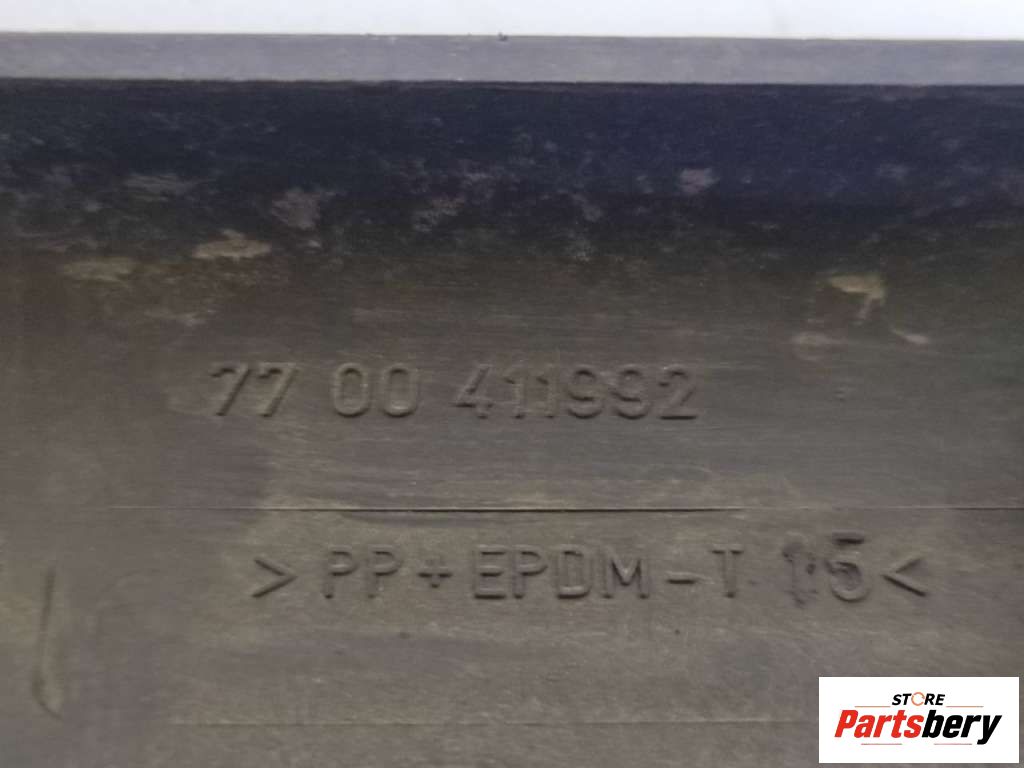 77 00 411992
>PP+EPDM-T 15<
STORE
Partsbery